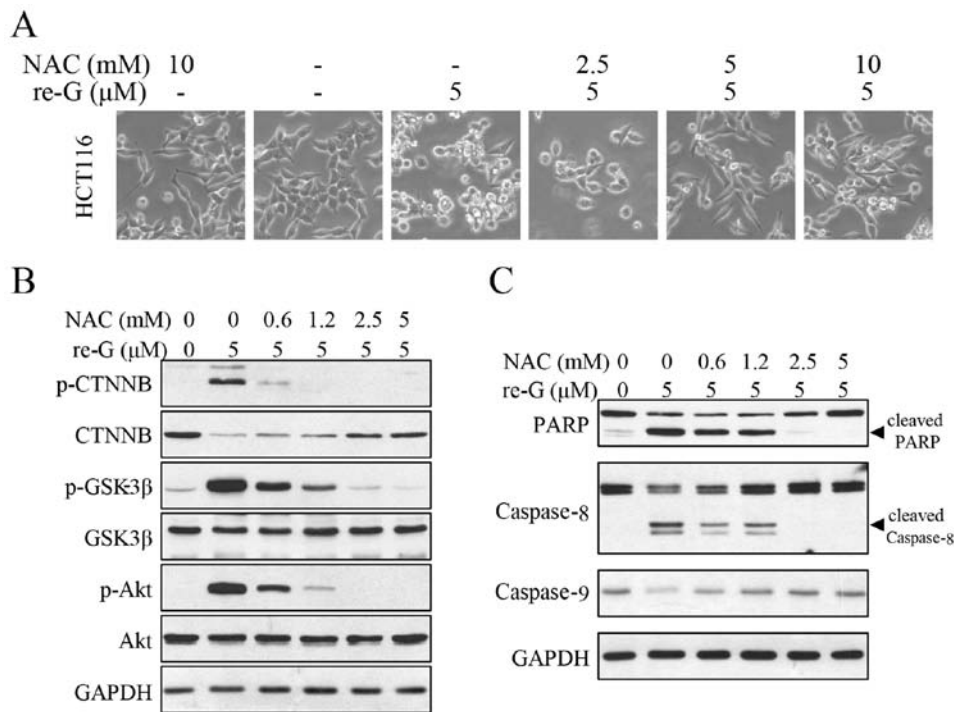 A
NAC (mM) 10 - - 2.5 5 10
re-G (μM) - - 5 5 5 5
HCT116
B
NAC (mM) 0 0 0.6 1.2 2.5 5
re-G (μM) 0 5 5 5 5 5
p-CTNNB
CTNNB
p-GSK-3β
GSK3β
p-Akt
Akt
GAPDH
C
NAC (mM) 0 0 0.6 1.2 2.5 5
re-G (μM) 0 5 5 5 5 5
PARP
cleaved
PARP
Caspase-8
cleaved
Caspase-8
Caspase-9
GAPDH